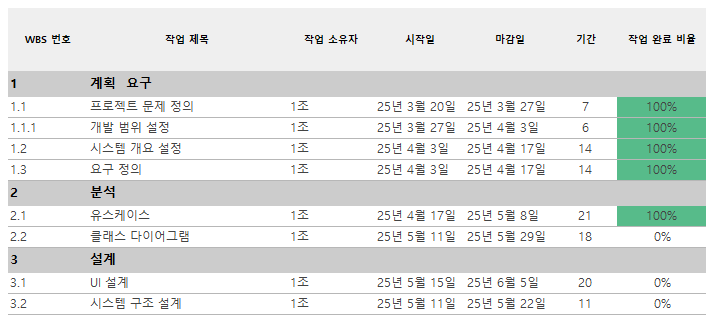 WBS 번호 작업 제목 작업 소유자 시작일 마감일 기간 작업 완료 비율
1 계획 요구
1.1 프로젝트 문제 정의 1조 25년 3월 20일 25년 3월 27일 7 100%
1.1.1 개발 범위 설정 1조 25년 3월 27일 25년 4월 3일 6 100%
1.2 시스템 개요 설정 1조 25년 4월 3일 25년 4월 17일 14 100%
1.3 요구 정의 1조 25년 4월 3일 25년 4월 17일 14 100%
2 분석
2.1 유스케이스 1조 25년 4월 17일 25년 5월 8일 21 100%
2.2 클래스 다이어그램 1조 25년 5월 11일 25년 5월 29일 18 0%
3 설계
3.1 UI 설계 1조 25년 5월 15일 25년 6월 5일 20 0%
3.2 시스템 구조 설계 1조 25년 5월 11일 25년 5월 22일 11 0%